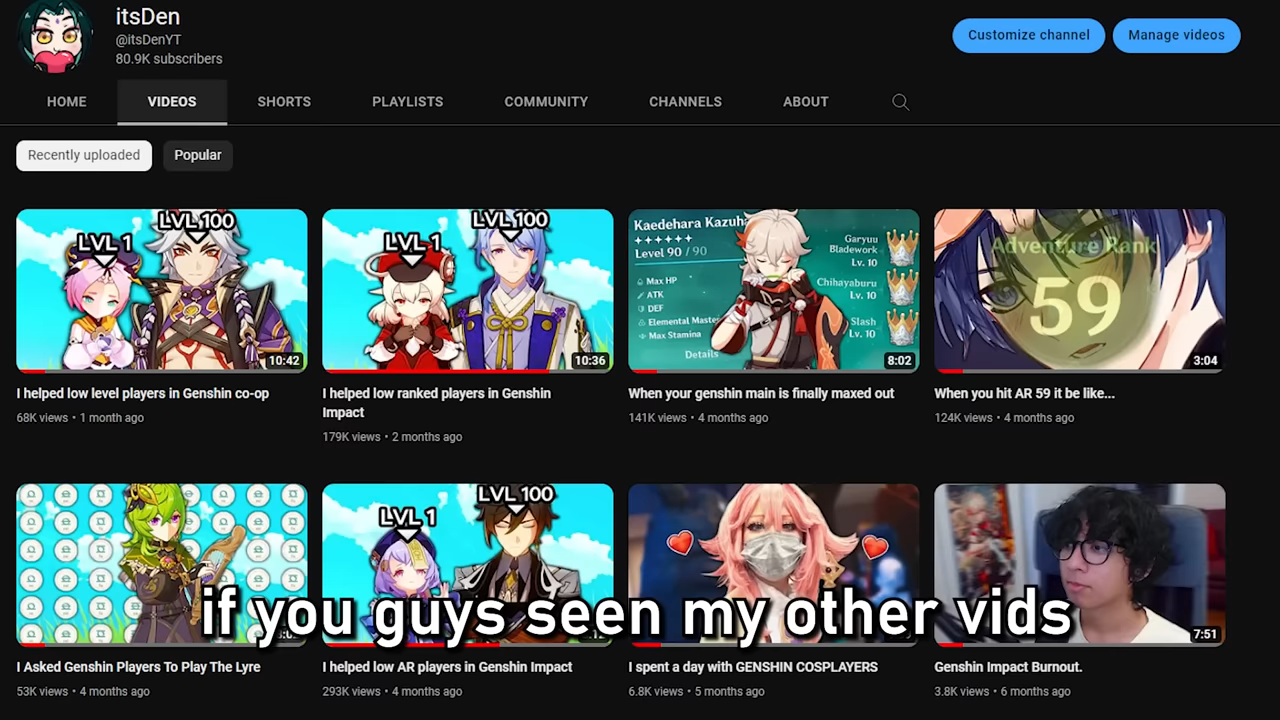 itsDen
@itsDenYT
80.9K subscribers
Customize channel
Manage videos
HOME
VIDEOS
SHORTS
PLAYLISTS
COMMUNITY
CHANNELS
ABOUT
Recently uploaded
Popular
LVL 1
LVL 100
10:42
LVL 1
LVL 100
10:36
Kaedehara Kazuha
Level 90 / 90
Max HP
ATK
DEF
Elemental Master
Max Stamina
Details
Garyuu
Bladework
Lv. 10
Chihayaburu
Lv. 10
Slash
Lv. 10
8:02
Adventure Rank
59
3:04
I helped low level players in Genshin co-op
68K views • 1 month ago
I helped low ranked players in Genshin
Impact
179K views • 2 months ago
When your genshin main is finally maxed out
141K views • 4 months ago
When you hit AR 59 it be like...
124K views • 4 months ago
LVL 1
LVL 100
7:51
if you guys seen my other vids
I Asked Genshin Players To Play The Lyre
53K views • 4 months ago
I helped low AR players in Genshin Impact
293K views • 4 months ago
I spent a day with GENSHIN COSPLAYERS
6.8K views • 5 months ago
Genshin Impact Burnout.
3.8K views • 6 months ago